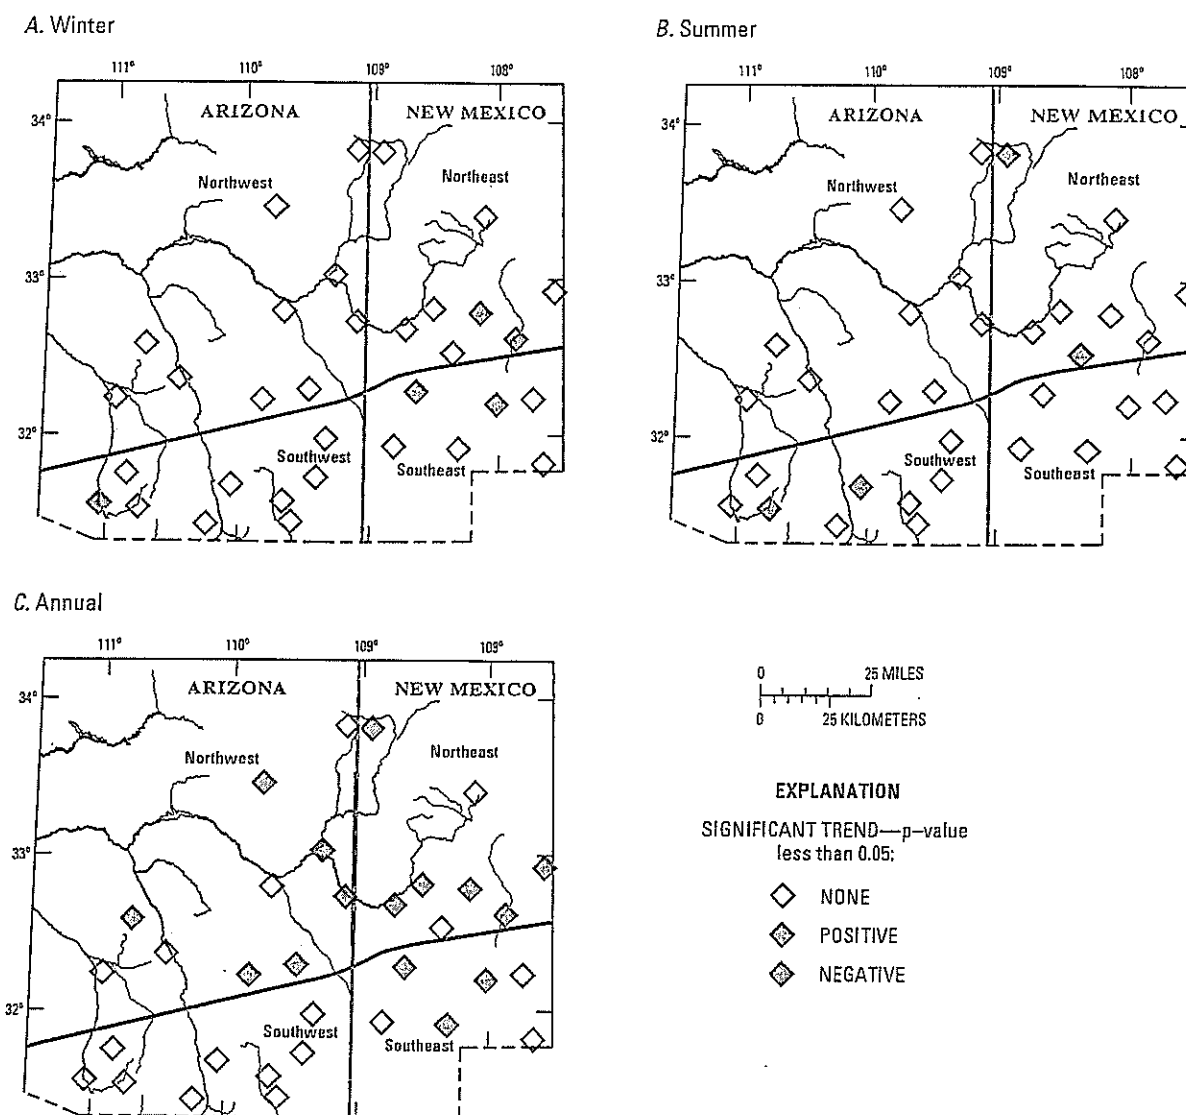 A. Winter
111° 110° 109° 108°
34°
ARIZONA NEW MEXICO
Northwest Northeast
33°
32°
Southwest Southeast
B. Summer
111° 110° 109° 108°
34°
ARIZONA NEW MEXICO
Northwest Northeast
33°
32°
Southwest Southeast
C. Annual
111° 110° 109° 109°
34°
ARIZONA NEW MEXICO
Northwest Northeast
33°
32°
Southwest Southeast
0 25 MILES
0 25 KILOMETERS
EXPLANATION
SIGNIFICANT TREND—p–value
less than 0.05;
NONE
POSITIVE
NEGATIVE